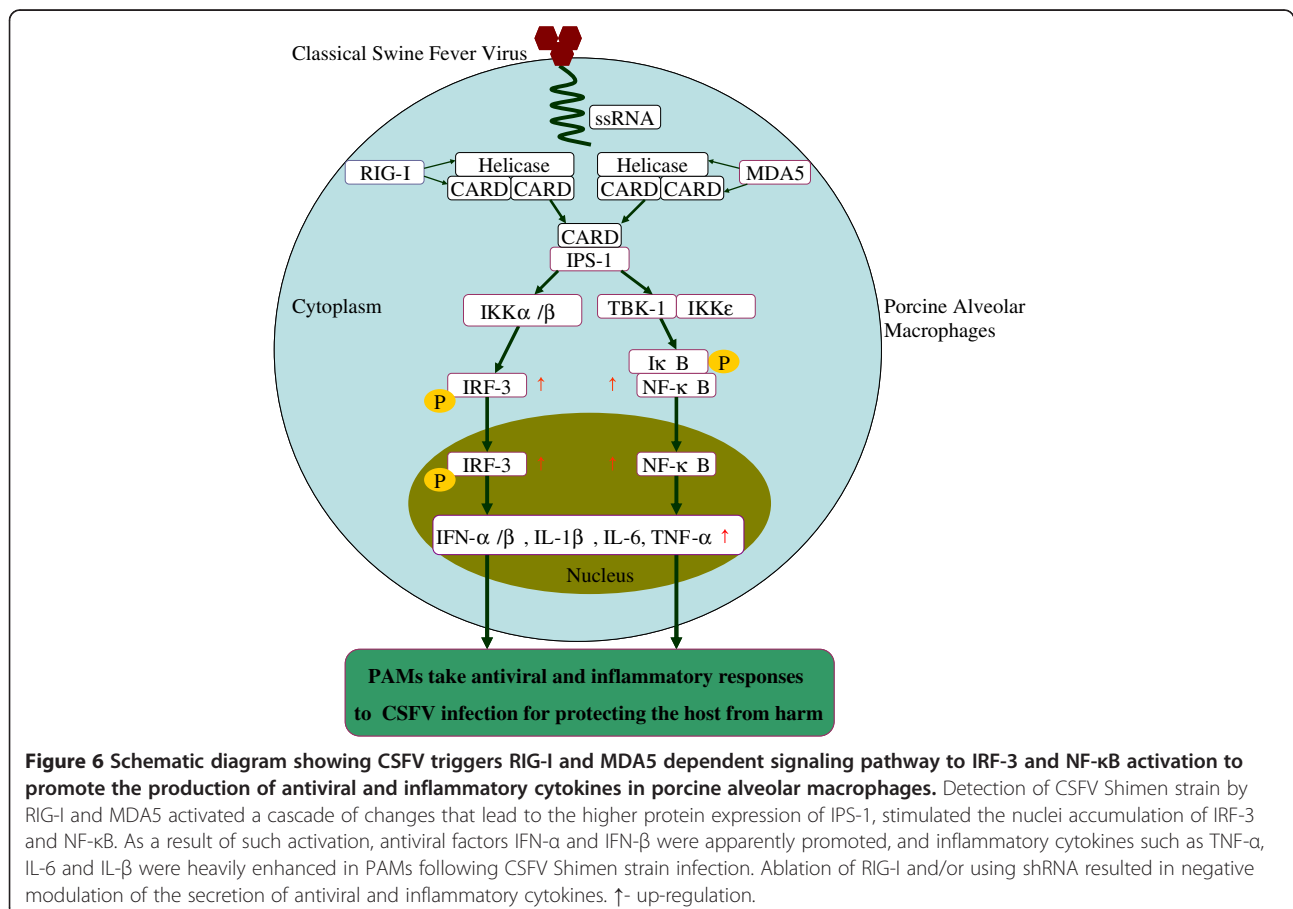 Classical Swine Fever Virus
ssRNA
RIG-I
Helicase
CARD CARD
Helicase
CARD CARD
MDA5
CARD
IPS-1
Cytoplasm
IKKα /β
TBK-1 IKKε
Porcine Alveolar
Macrophages
Iκ B P
IRF-3 ↑ ↑ NF-κ B
P
IRF-3 ↑ ↑ NF-κ B
P
IFN-α /β , IL-1β , IL-6, TNF-α ↑
Nucleus
PAMs take antiviral and inflammatory responses
to CSFV infection for protecting the host from harm
Figure 6 Schematic diagram showing CSFV triggers RIG-I and MDA5 dependent signaling pathway to IRF-3 and NF-κB activation to
promote the production of antiviral and inflammatory cytokines in porcine alveolar macrophages. Detection of CSFV Shimen strain by
RIG-I and MDA5 activated a cascade of changes that lead to the higher protein expression of IPS-1, stimulated the nuclei accumulation of IRF-3
and NF-κB. As a result of such activation, antiviral factors IFN-α and IFN-β were apparently promoted, and inflammatory cytokines such as TNF-α,
IL-6 and IL-β were heavily enhanced in PAMs following CSFV Shimen strain infection. Ablation of RIG-I and/or using shRNA resulted in negative
modulation of the secretion of antiviral and inflammatory cytokines. ↑- up-regulation.